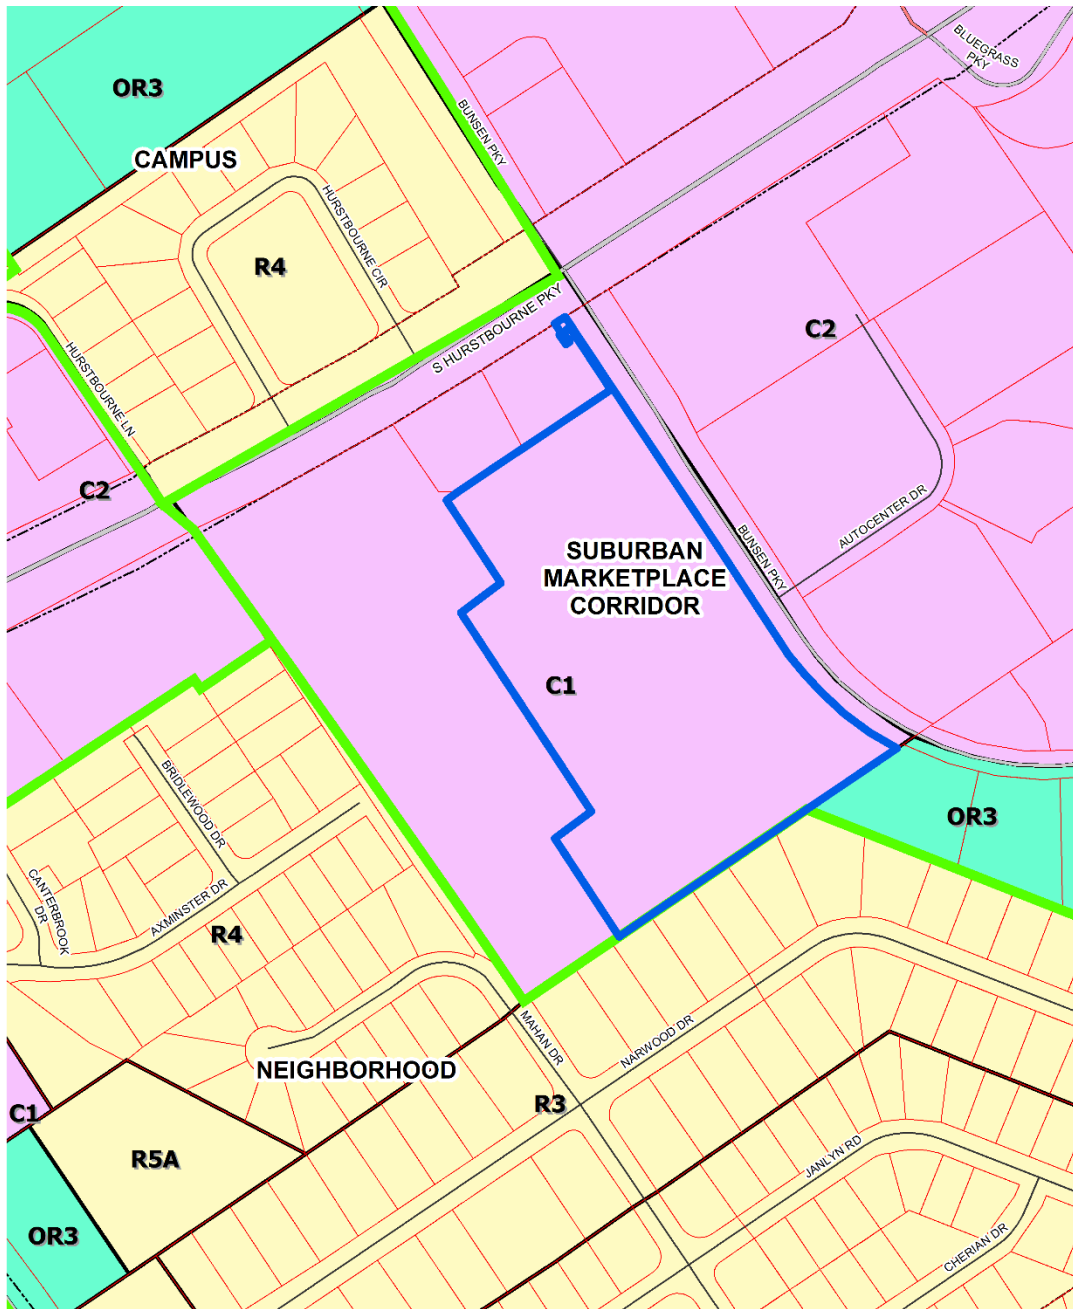 OR3
CAMPUS
BLUEGRASS
PKY
BUNSEN PKY
HURSTBOURNE CIR
R4
S HURSTBOURNE PKY
C2
HURSTBOURNE LN
C2
AUTOCENTER DR
BUNSEN PKY
SUBURBAN
MARKETPLACE
CORRIDOR
C1
BRIDLEWOOD DR
OR3
CANTERBROOK
DR
AXMINSTER DR
R4
MAHAN DR
NARWOOD DR
NEIGHBORHOOD
R3
C1
R5A
JANLYN RD
OR3
CHERIAN DR